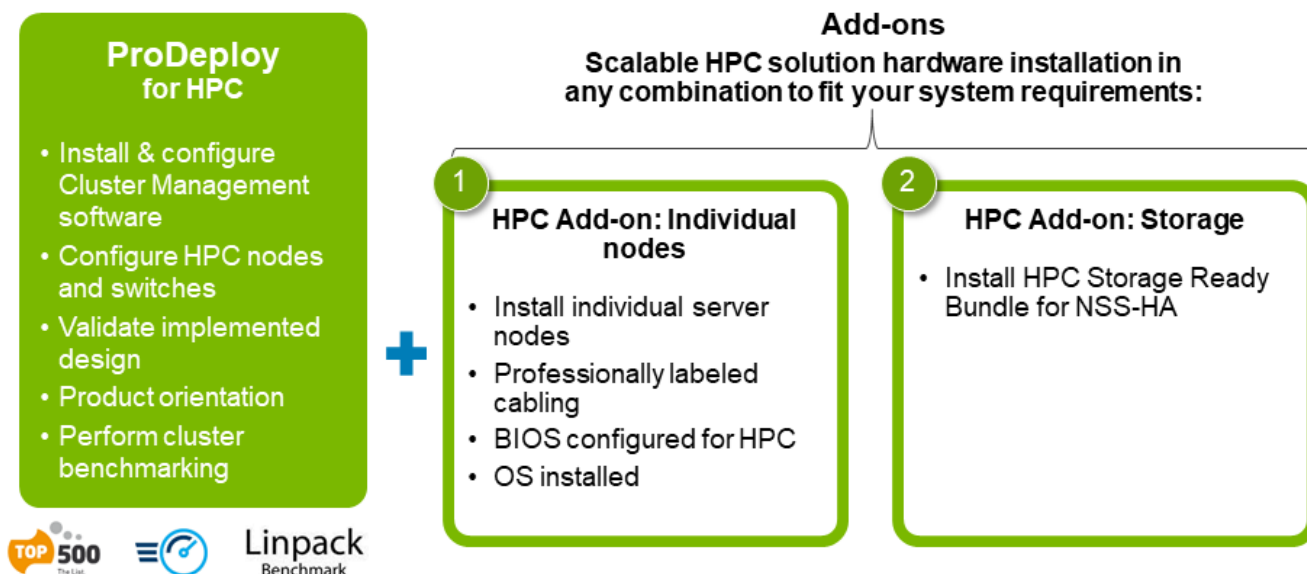 ProDeploy
for HPC
• Install & configure
Cluster Management
software
• Configure HPC nodes
and switches
• Validate implemented
design
• Product orientation
• Perform cluster
benchmarking
TOP 500
The List
Linpack
Benchmark
Add-ons
Scalable HPC solution hardware installation in
any combination to fit your system requirements:
1
HPC Add-on: Individual
nodes
• Install individual server
nodes
• Professionally labeled
cabling
• BIOS configured for HPC
• OS installed
2
HPC Add-on: Storage
• Install HPC Storage Ready
Bundle for NSS-HA